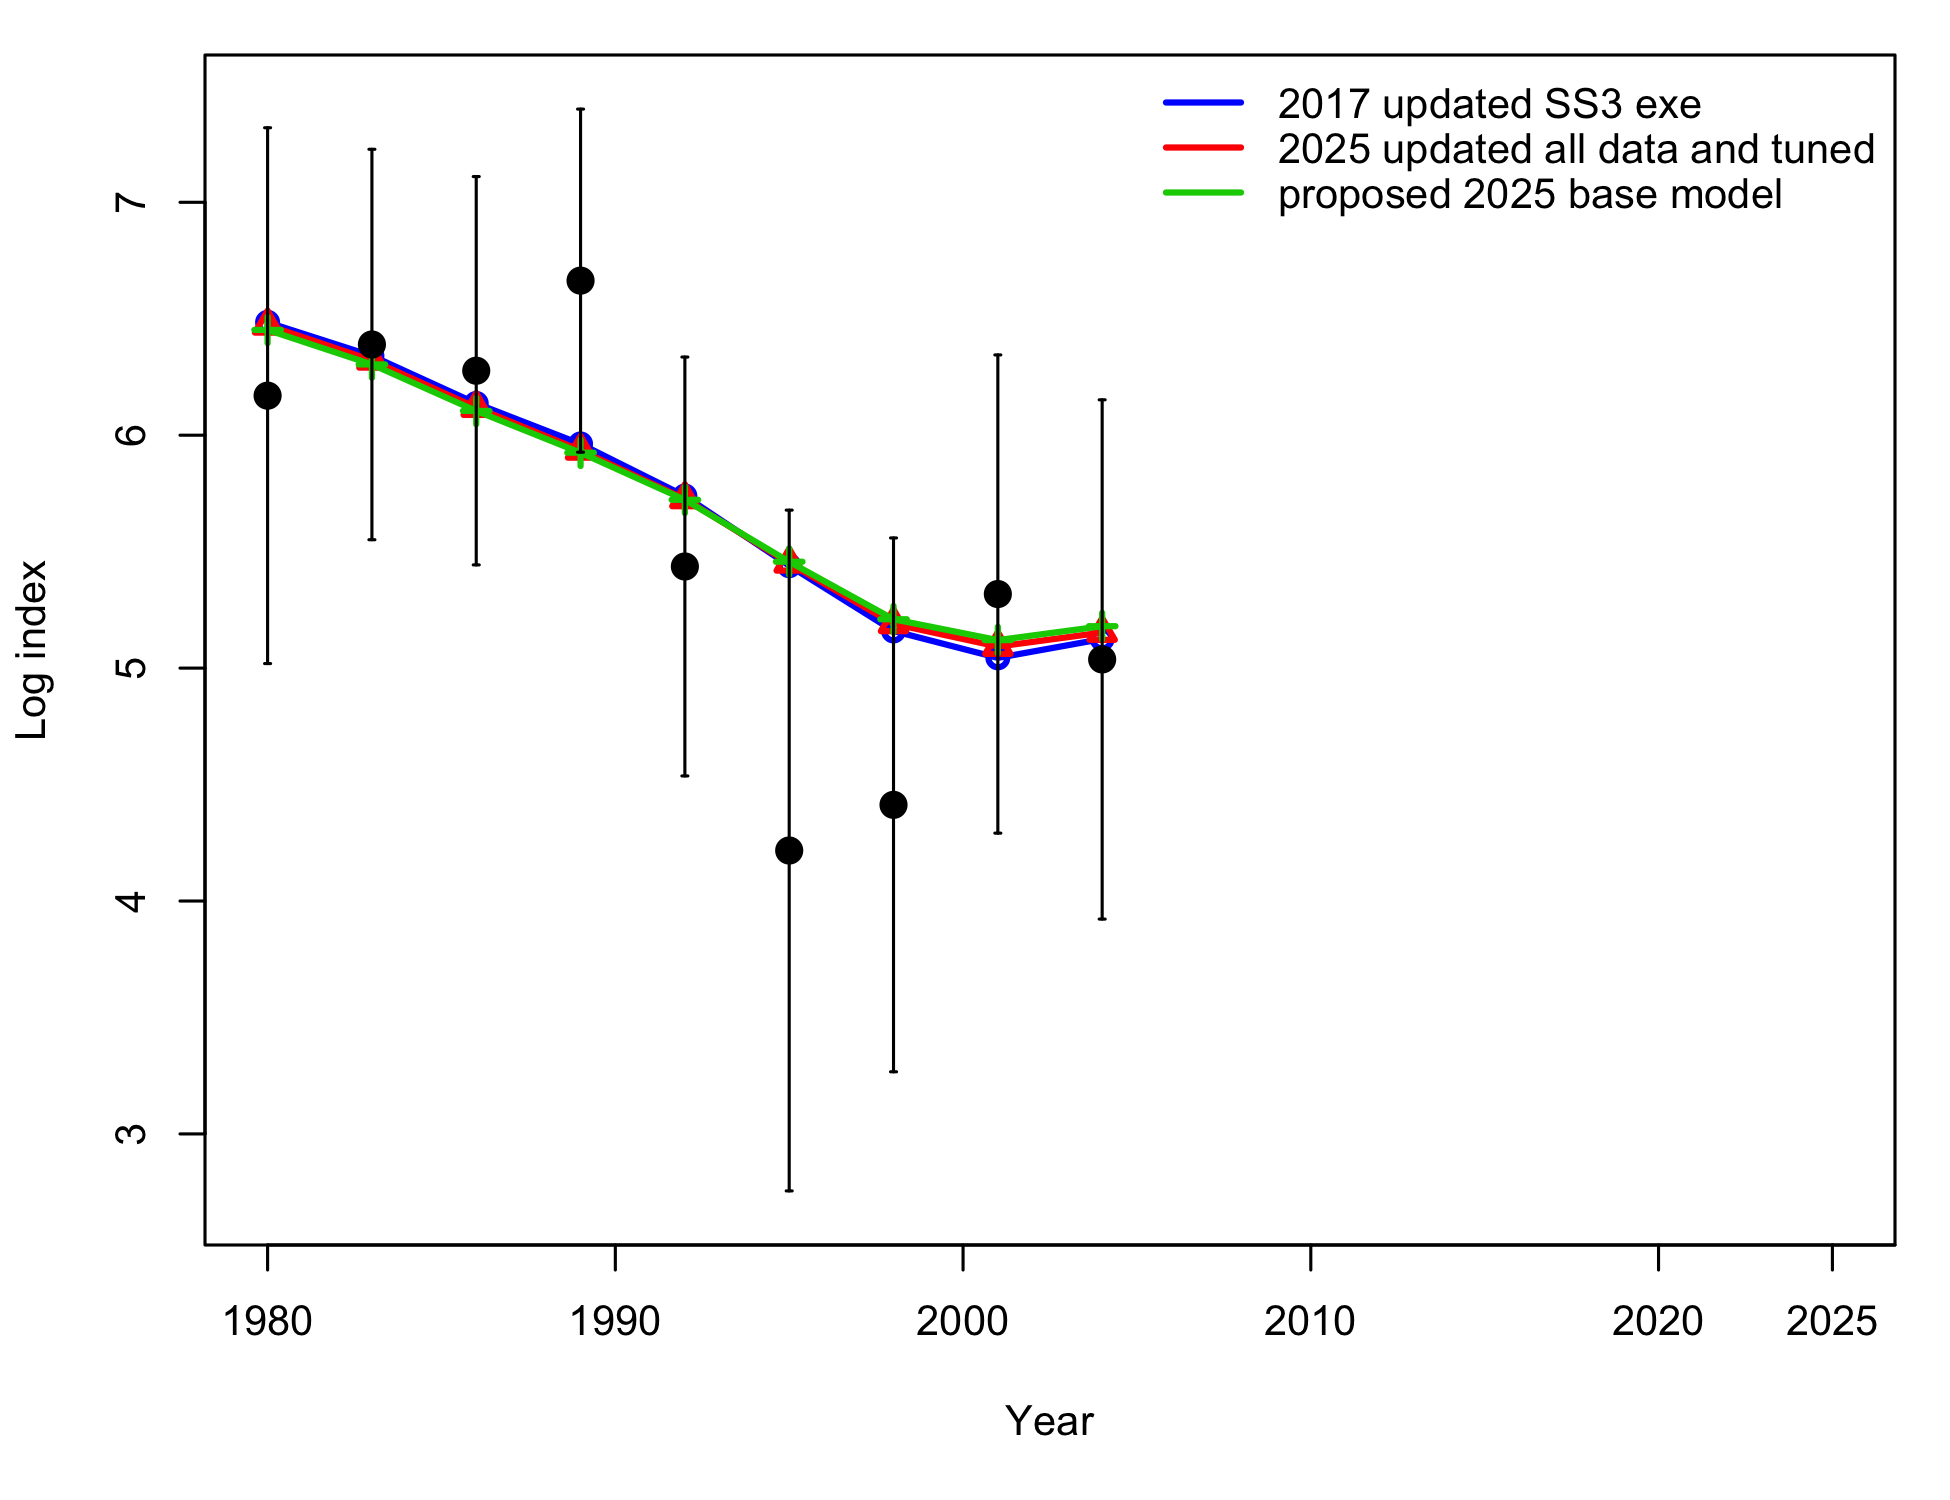 2017 updated SS3 exe
2025 updated all data and tuned
proposed 2025 base model
7
6
5
4
3
Log index
1980 1990 2000 2010 2020 2025
Year